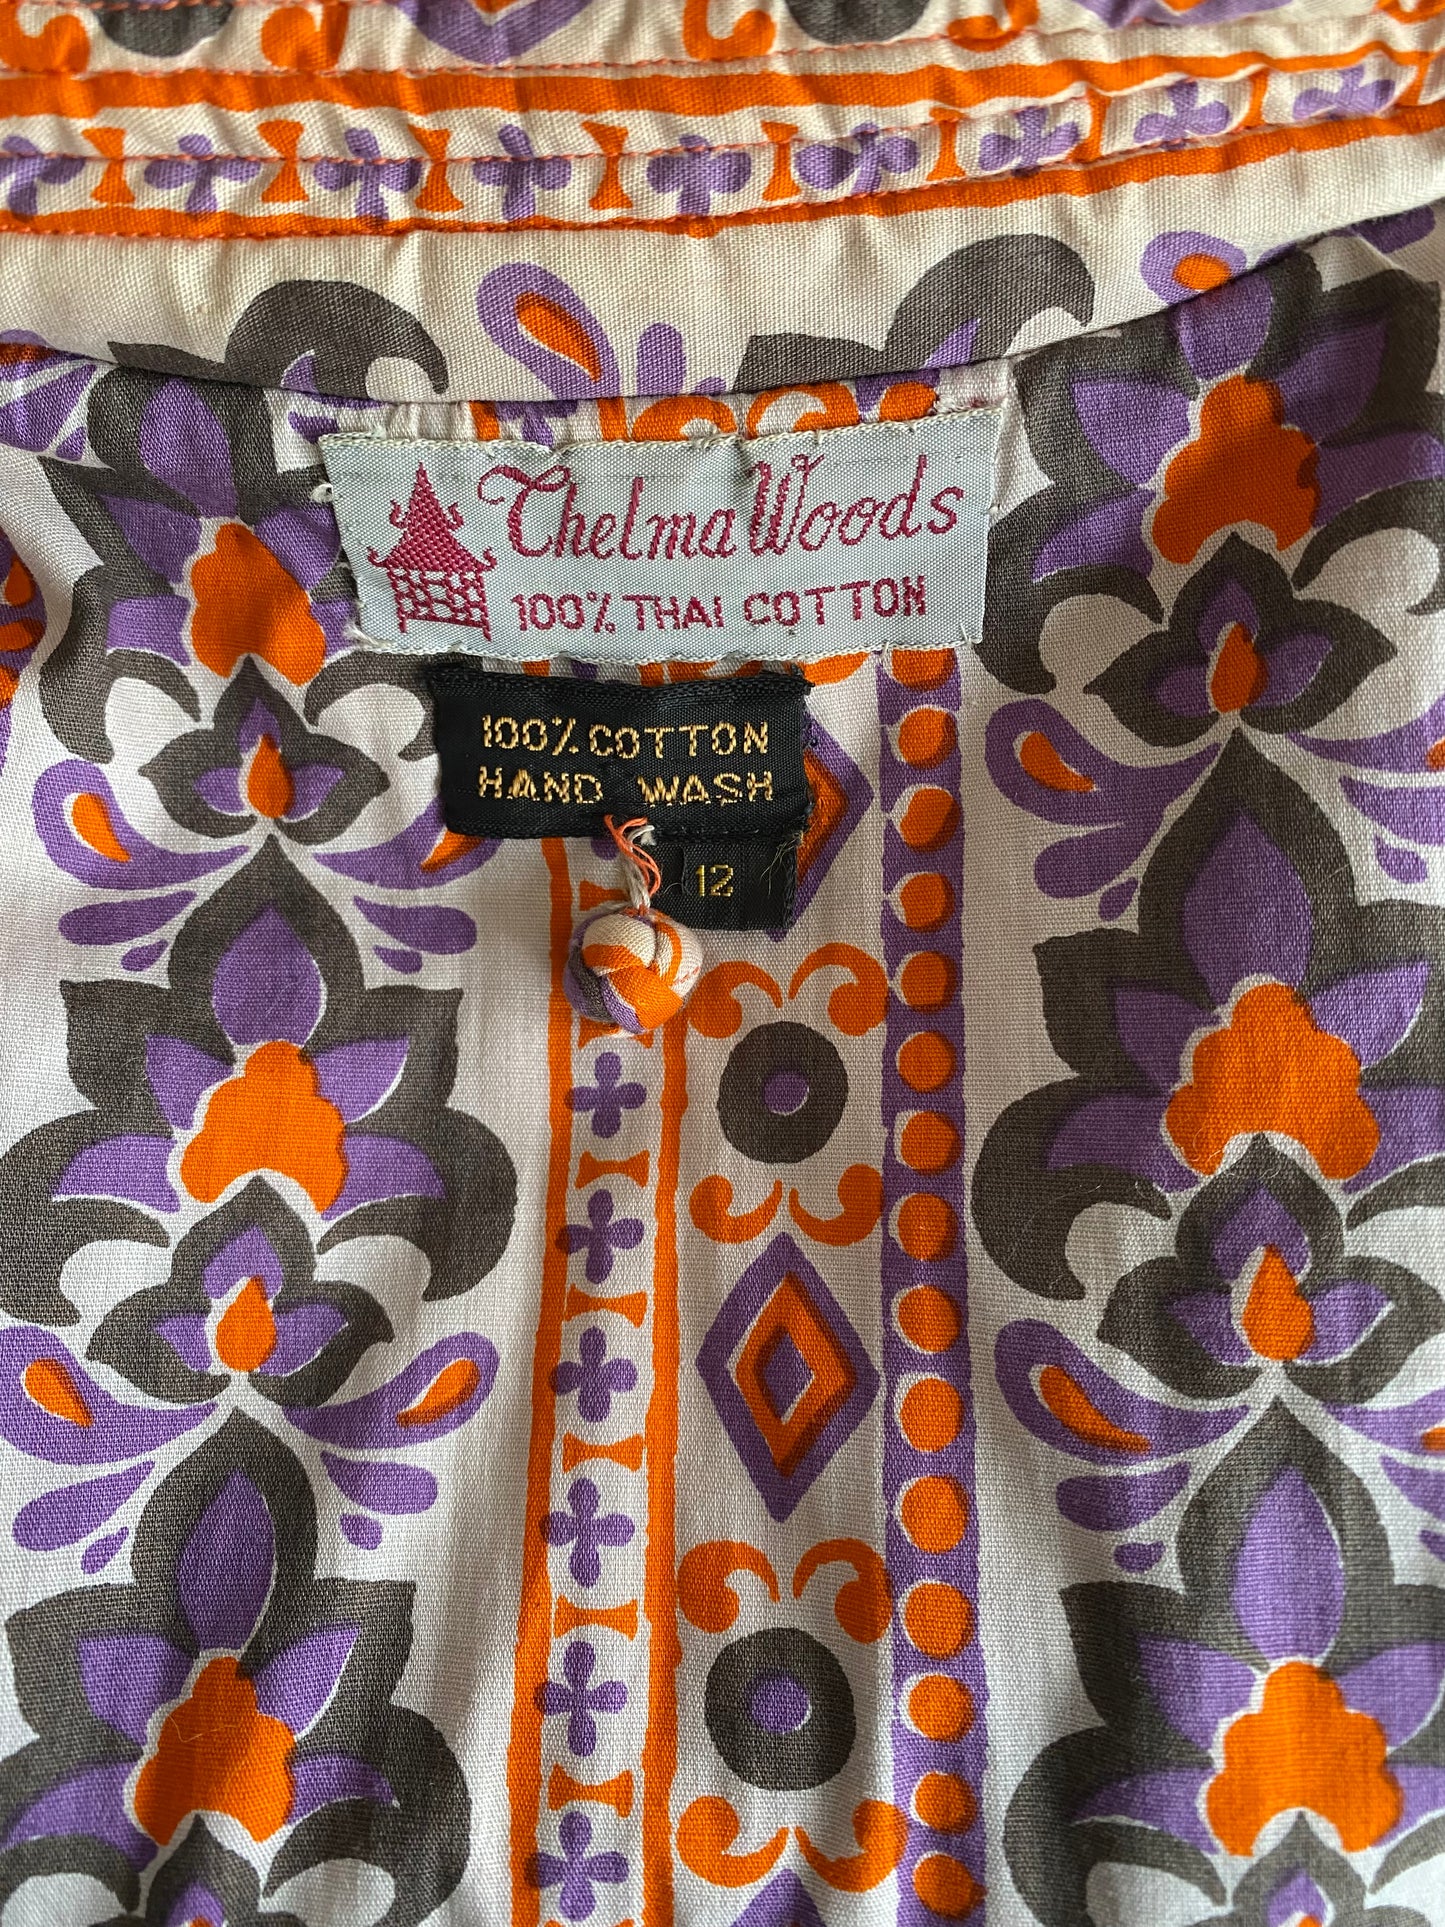 Thelma Woods
100% THAI COTTON
100% COTTON
HAND WASH
12